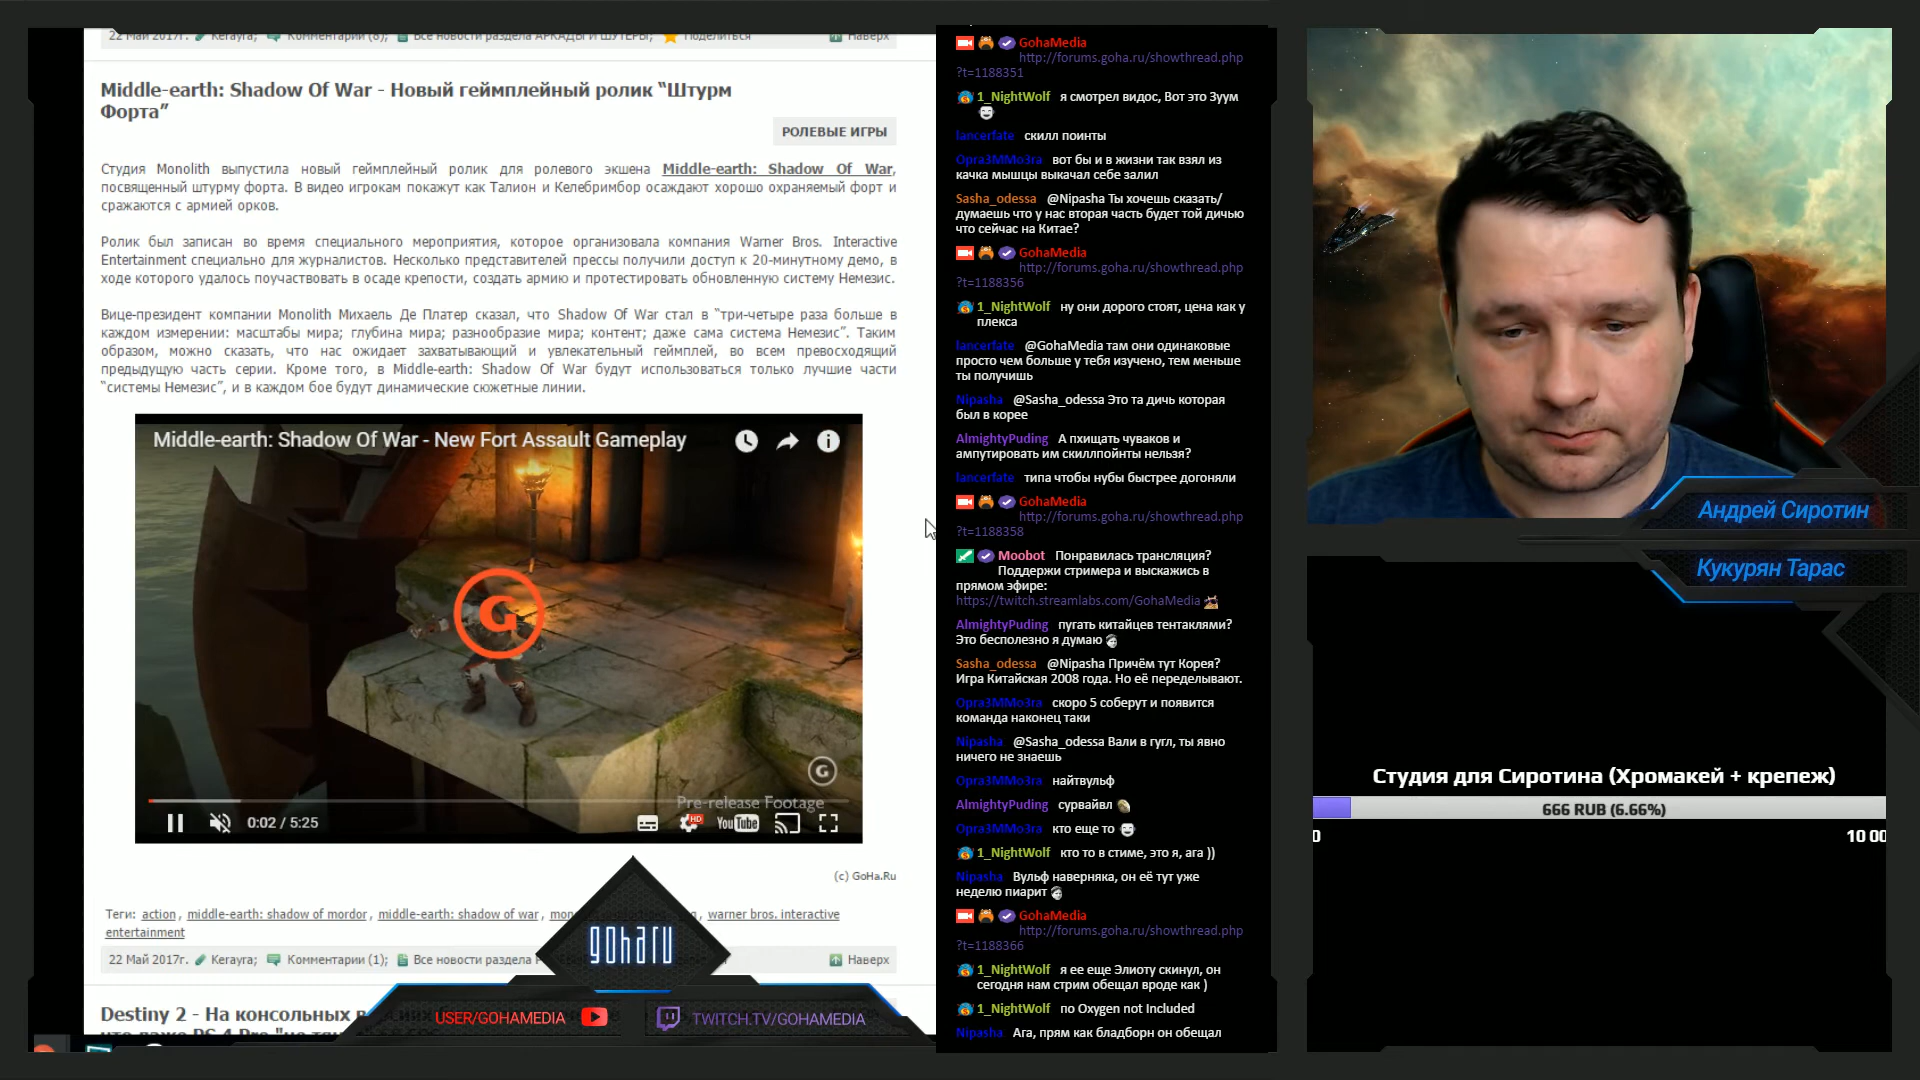 22 Май 2017г. Kerayra; Комментарии (8); Все новости раздела АРКАДЫ И ШУТЕРЫ; Поделиться Наверх
Middle-earth: Shadow Of War - Новый геймплейный ролик “Штурм
Форта”
РОЛЕВЫЕ ИГРЫ
Студия Monolith выпустила новый геймплейный ролик для ролевого экшена Middle-earth: Shadow Of War,
посвященный штурму форта. В видео игрокам покажут как Талион и Келебримбор осаждают хорошо охраняемый форт и
сражаются с армией орков.
Ролик был записан во время специального мероприятия, которое организовала компания Warner Bros. Interactive
Entertainment специально для журналистов. Несколько представителей прессы получили доступ к 20-минутному демо, в
ходе которого удалось поучаствовать в осаде крепости, создать армию и протестировать обновленную систему Немезис.
Вице-президент компании Monolith Михаель Де Платер сказал, что Shadow Of War стал в “три-четыре раза больше в
каждом измерении: масштабы мира; глубина мира; разнообразие мира; контент; даже сама система Немезис”. Таким
образом, можно сказать, что нас ожидает захватывающий и увлекательный геймплей, во всем превосходящий
предыдущую часть серии. Кроме того, в Middle-earth: Shadow Of War будут использоваться только лучшие части
“системы Немезис”, и в каждом бое будут динамические сюжетные линии.
Middle-earth: Shadow Of War - New Fort Assault Gameplay
G
G
Pre-release Footage
0:02 / 5:25
HD
YouTube
(c) GoHa.Ru
Теги: action, middle-earth: shadow of mordor, middle-earth: shadow of war, warner bros. interactive
entertainment
22 Май 2017г. Kerayra; Комментарии (1); Все новости раздела Наверх
Destiny 2 - На консольных
goharu
USER/GOHAMEDIA
TWITCH.TV/GOHAMEDIA
GohaMedia
http://forums.goha.ru/showthread.php
?t=1188351
1_NightWolf я смотрел видос, Вот это Зуум
lancerfate скилл поинты
Opra3MMo3ra вот бы и в жизни так взял из
качка мышцы выкачал себе залил
Sasha_odessa @Nipasha Ты хочешь сказать/
думаешь что у нас вторая часть будет той дичью
что сейчас на Китае?
GohaMedia
http://forums.goha.ru/showthread.php
?t=1188356
1_NightWolf ну они дорого стоят, цена как у
плекса
lancerfate @GohaMedia там они одинаковые
просто чем больше у тебя изучено, тем меньше
ты получишь
Nipasha @Sasha_odessa Это та дичь которая
был в корее
AlmightyPuding А пхищать чуваков и
ампутировать им скиллпойнты нельзя?
lancerfate типа чтобы нубы быстрее догоняли
GohaMedia
http://forums.goha.ru/showthread.php
?t=1188358
Moobot Понравилась трансляция?
Поддержи стримера и выскажись в
прямом эфире:
https://twitch.streamlabs.com/GohaMedia
AlmightyPuding пугать китайцев тентаклями?
Это бесполезно я думаю
Sasha_odessa @Nipasha Причём тут Корея?
Игра Китайская 2008 года. Но её переделывают.
Opra3MMo3ra скоро 5 соберут и появится
команда наконец таки
Nipasha @Sasha_odessa Вали в гугл, ты явно
ничего не знаешь
Opra3MMo3ra найтвульф
AlmightyPuding сурвайвл
Opra3MMo3ra кто еще то
1_NightWolf кто то в стиме, это я, ага ))
Nipasha Вульф наверняка, он её тут уже
неделю пиарит
GohaMedia
http://forums.goha.ru/showthread.php
?t=1188366
1_NightWolf я ее еще Элиоту скинул, он
сегодня нам стрим обещал вроде как )
1_NightWolf по Oxygen not Included
Nipasha Ага, прям как бладборн он обещал
Андрей Сиротин
Кукурян Тарас
Студия для Сиротина (Хромакей + крепеж)
666 RUB (6.66%)
0 10 00